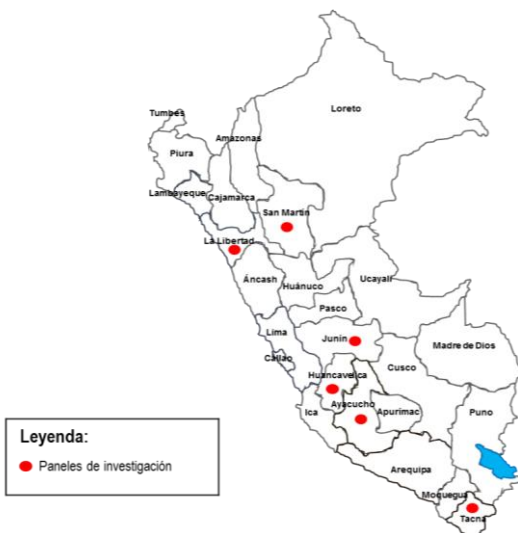 Loreto
Tumbes
Amazonas
Piura
Lambayeque
Cajamarca
San Martín
La Libertad
Áncash
Huánuco
Ucayali
Pasco
Lima
Junín
Callao
Madre de Dios
Huancavelica
Cusco
Ica
Ayacucho
Apurímac
Puno
Arequipa
Moquegua
Tacna
Leyenda:
Paneles de investigación